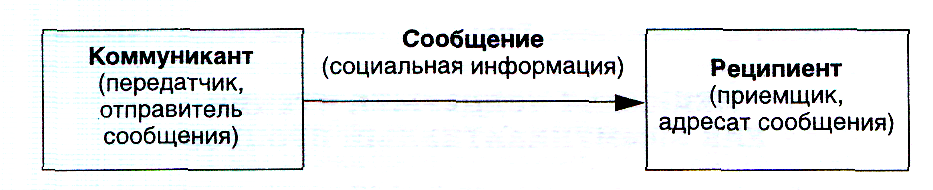 Коммуникант
(передатчик,
отправитель
сообщения)
Сообщение
(социальная информация)
Реципиент
(приемщик,
адресат сообщения)